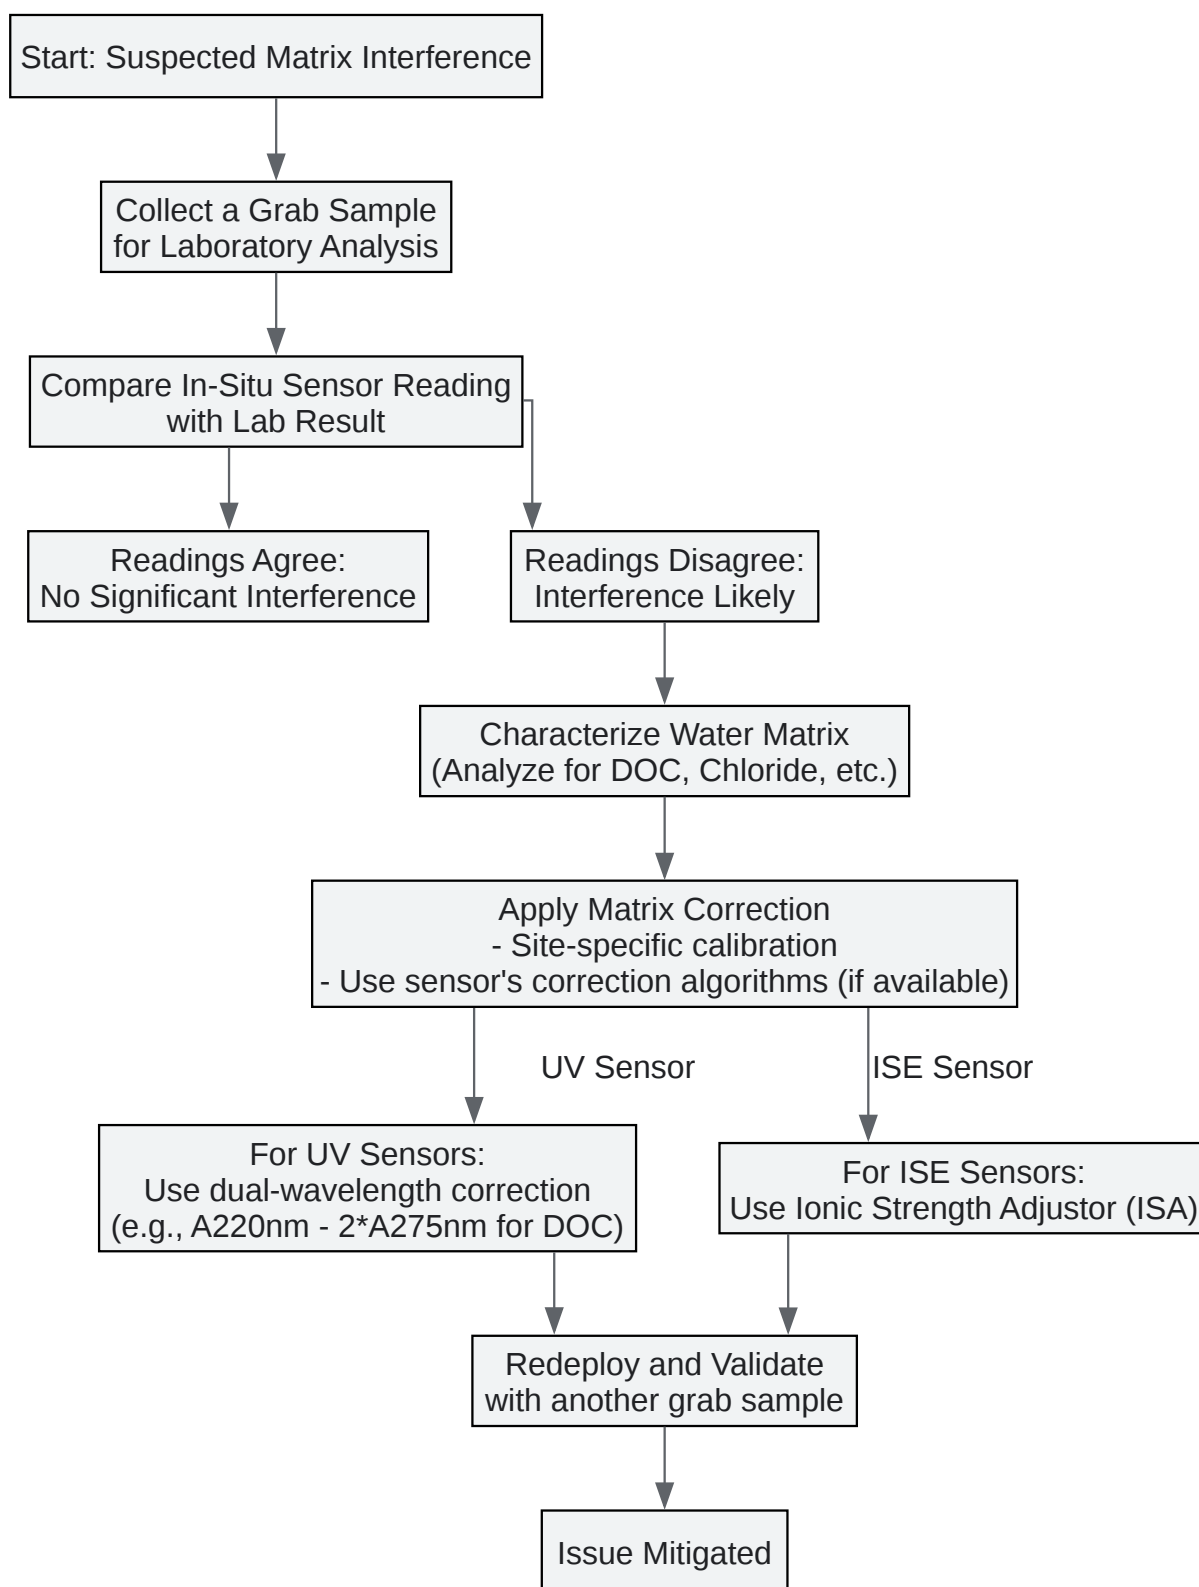 Start: Suspected Matrix Interference
Collect a Grab Sample
for Laboratory Analysis
Compare In-Situ Sensor Reading
with Lab Result
Readings Agree:
No Significant Interference
Readings Disagree:
Interference Likely
Characterize Water Matrix
(Analyze for DOC, Chloride, etc.)
Apply Matrix Correction
- Site-specific calibration
- Use sensor's correction algorithms (if available)
UV Sensor
ISE Sensor
For UV Sensors:
Use dual-wavelength correction
(e.g., A220nm - 2*A275nm for DOC)
For ISE Sensors:
Use Ionic Strength Adjustor (ISA)
Redeploy and Validate
with another grab sample
Issue Mitigated